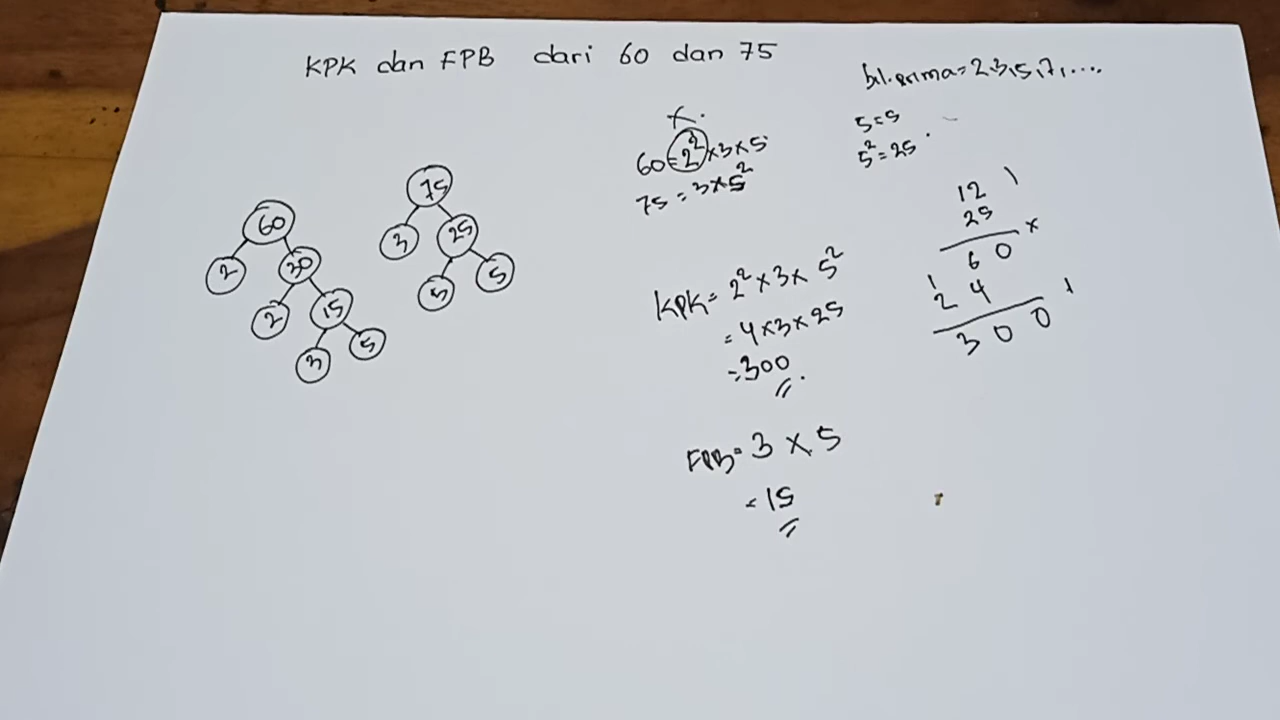 KPK dan FPB dari 60 dan 75
bil. prima = 2,3,5,7,....
5 = 5
5² = 25
x.
60 = 2² x 3 x 5
75 = 3 x 5²
75
3 25
5 5
60
2 30
2 15
3 5
12
25 x
60
24
300
KPK = 2² x 3 x 5²
= 4 x 3 x 25
= 300
FPB = 3 x 5
= 15